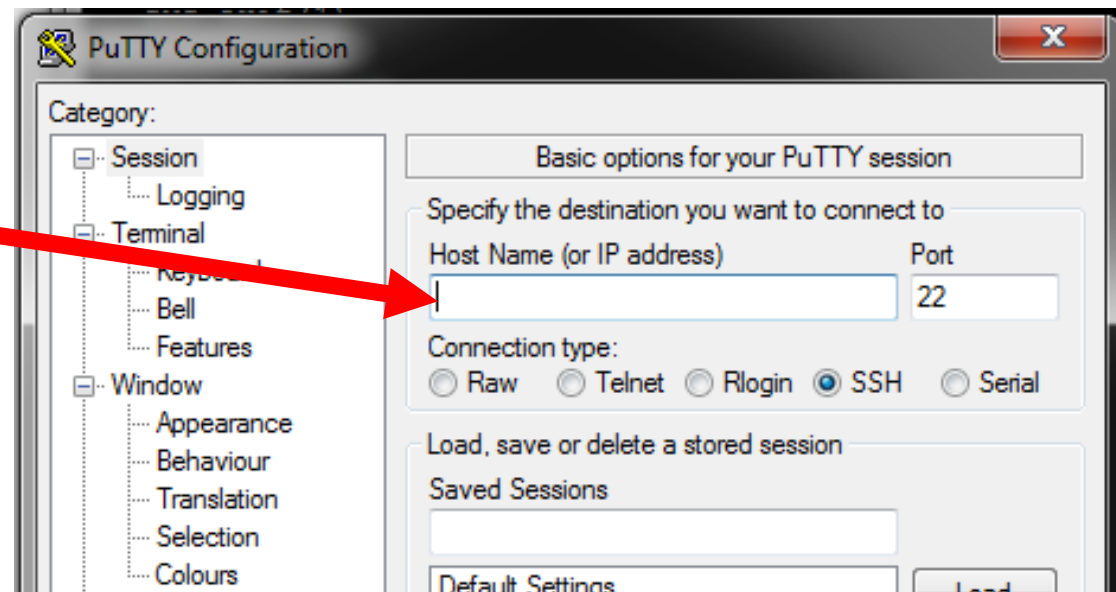 PuTTY Configuration
Category:
Session
Logging
Terminal
Bell
Features
Window
Appearance
Behaviour
Translation
Selection
Colours
Basic options for your PuTTY session
Specify the destination you want to connect to
Host Name (or IP address) Port
22
Connection type:
Raw Telnet Rlogin SSH Serial
Load, save or delete a stored session
Saved Sessions
Default Settings
Load